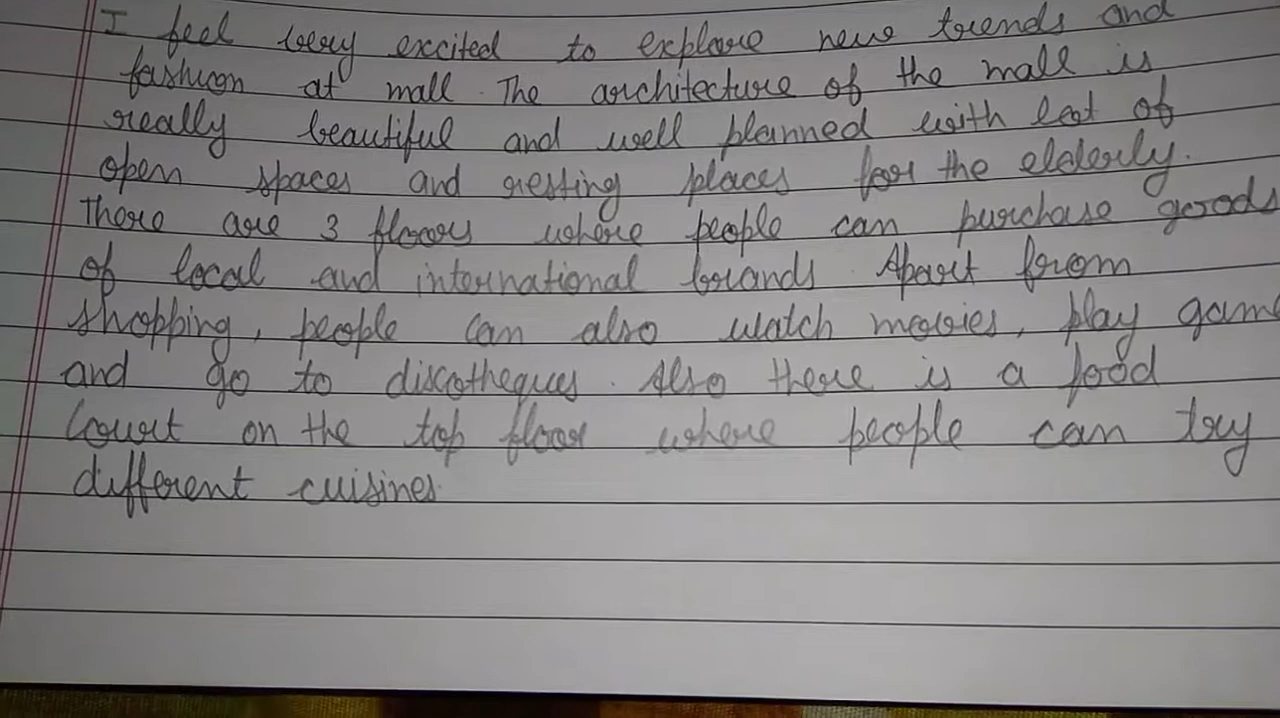 I feel very excited to explore new trends and
fashion at mall. The architecture of the mall is
really beautiful and well planned with lot of
open spaces and resting places for the elderly.
There are 3 floors where people can purchase goods
of local and international brands. Apart from
shopping, people can also watch movies, play game
and go to discotheques. Also there is a food
Court on the top floor where people can try
different cuisines.